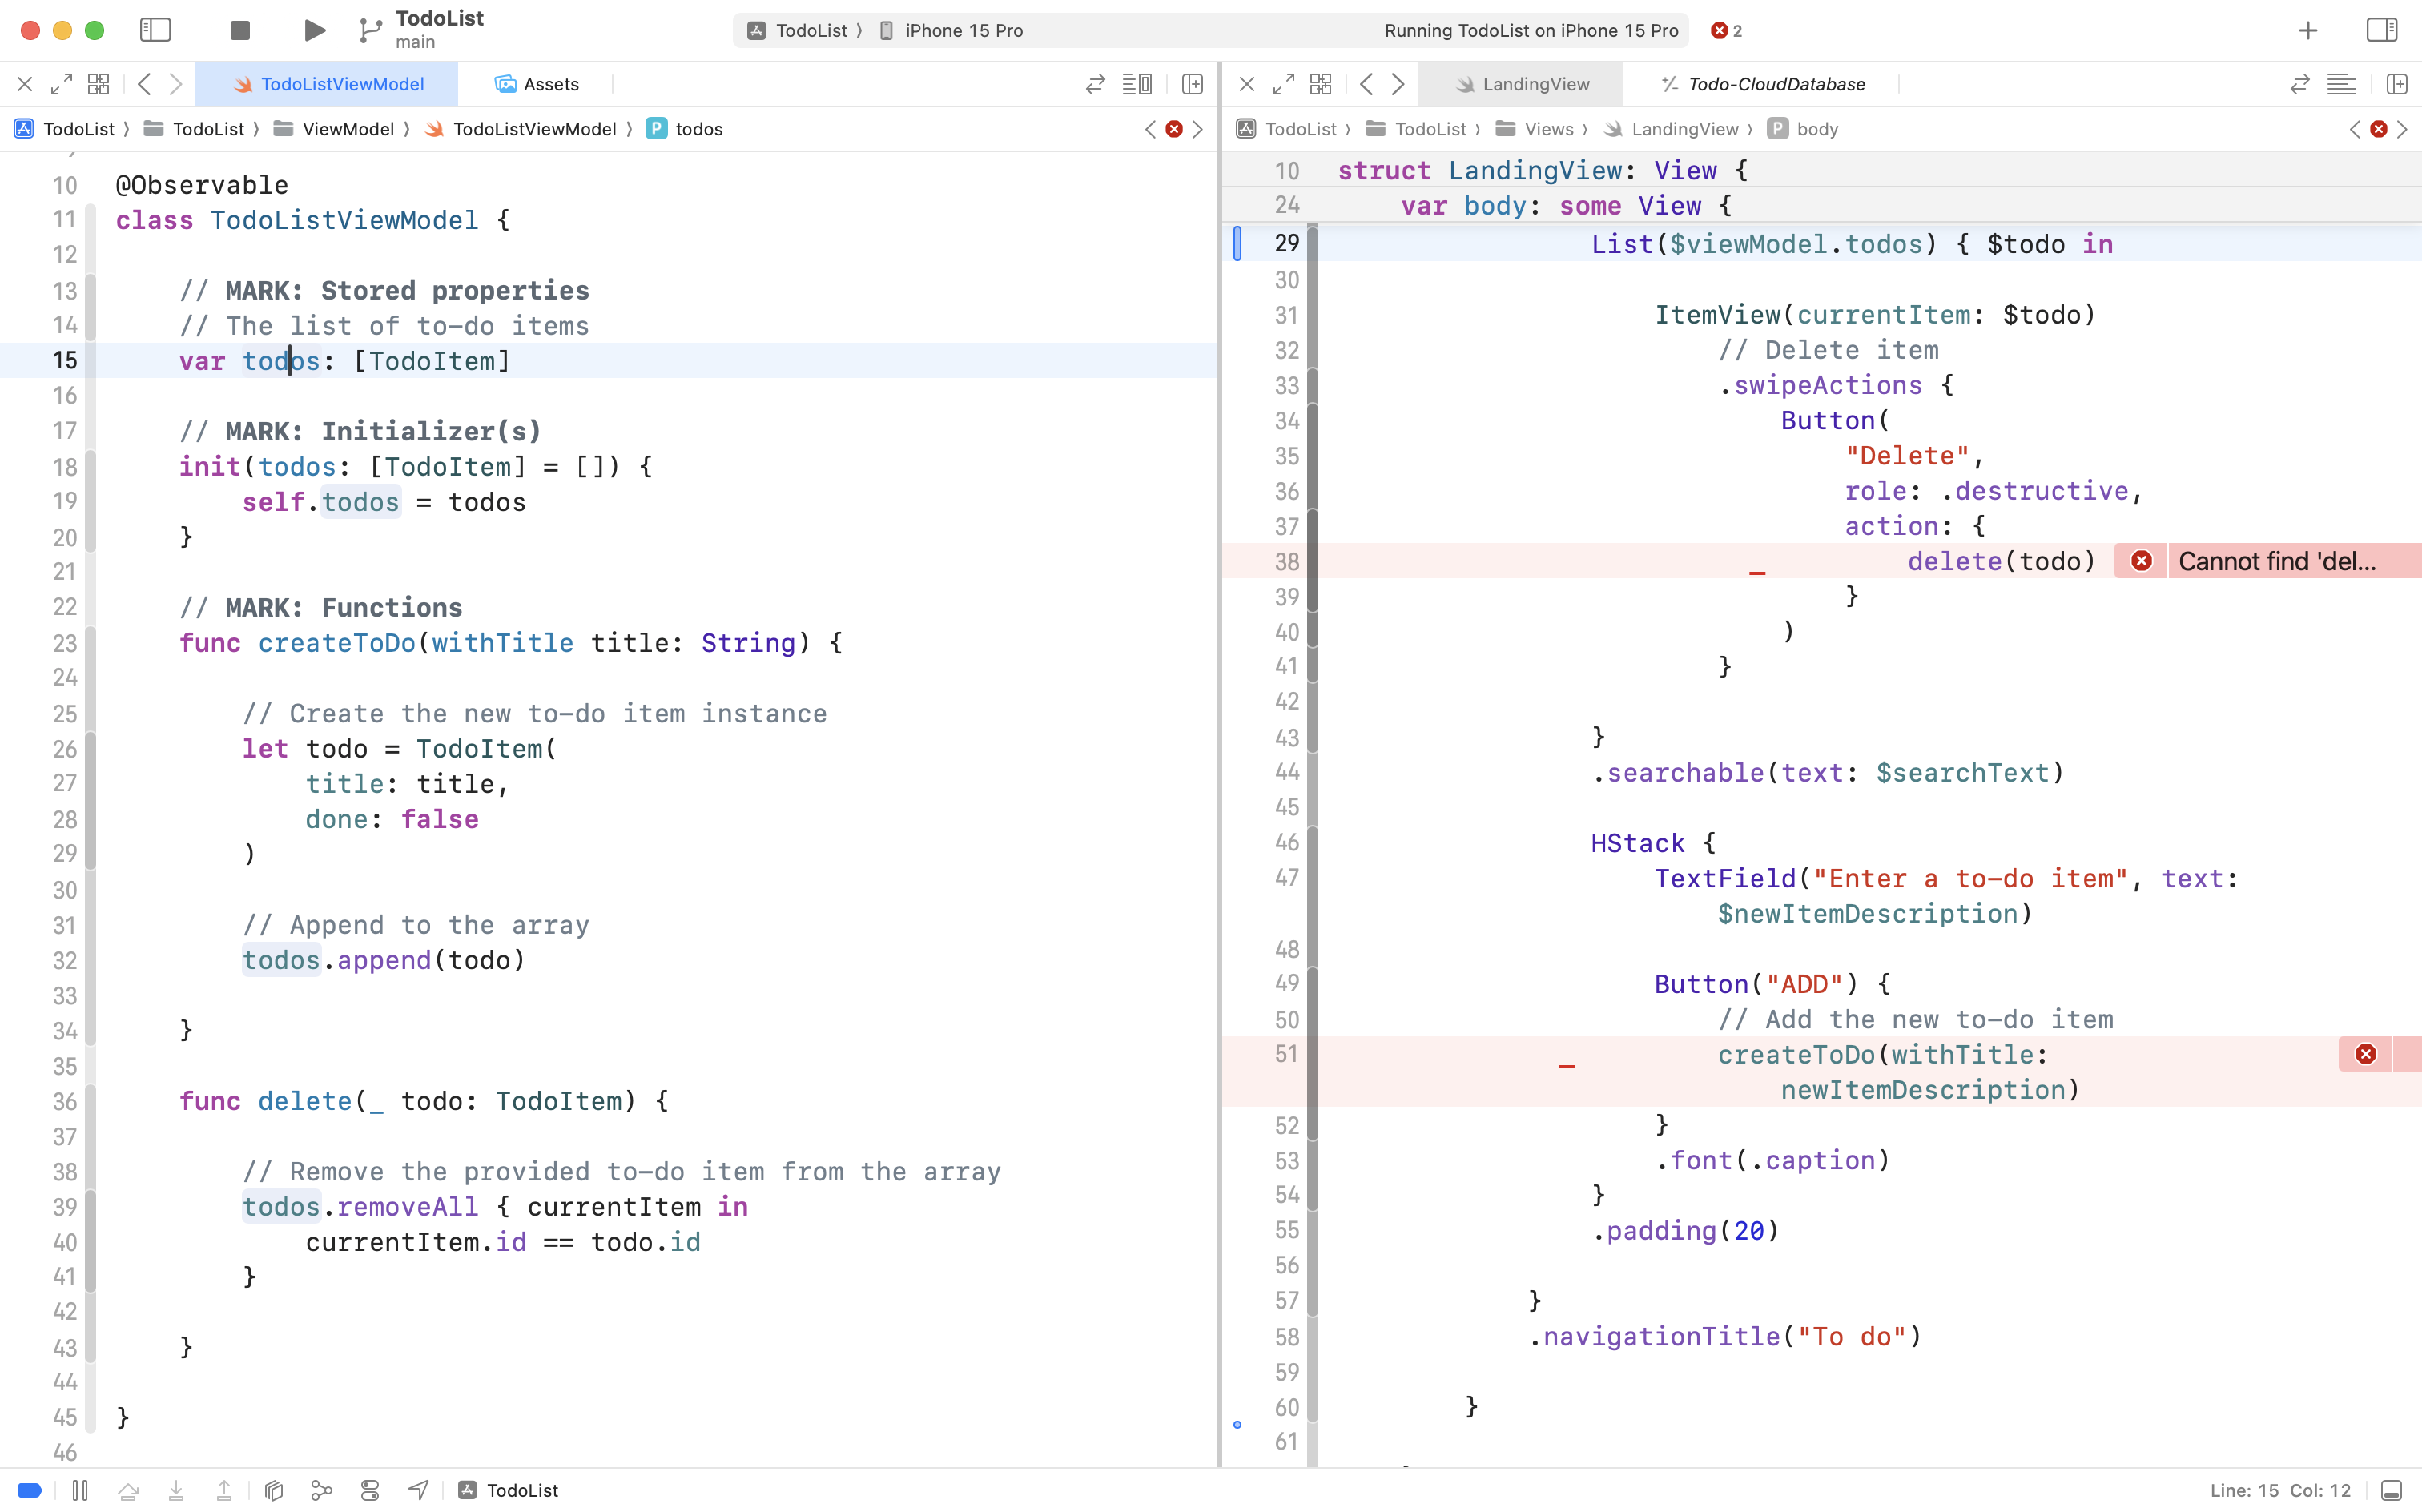 TodoList
main
TodoList 〉 iPhone 15 Pro
Running TodoList on iPhone 15 Pro
2
TodoListViewModel
Assets
TodoList 〉 TodoList 〉 ViewModel 〉 TodoListViewModel 〉 P todos
10 @Observable
11 class TodoListViewModel {
12
13 // MARK: Stored properties
14 // The list of to-do items
15 var todos: [TodoItem]
16
17 // MARK: Initializer(s)
18 init(todos: [TodoItem] = []) {
19 self.todos = todos
20 }
21
22 // MARK: Functions
23 func createToDo(withTitle title: String) {
24
25 // Create the new to-do item instance
26 let todo = TodoItem(
27 title: title,
28 done: false
29 )
30
31 // Append to the array
32 todos.append(todo)
33
34 }
35
36 func delete(_ todo: TodoItem) {
37
38 // Remove the provided to-do item from the array
39 todos.removeAll { currentItem in
40 currentItem.id == todo.id
41 }
42
43 }
44
45 }
46
LandingView
Todo-CloudDatabase
TodoList 〉 TodoList 〉 Views 〉 LandingView 〉 P body
10 struct LandingView: View {
24 var body: some View {
29 List($viewModel.todos) { $todo in
30
31 ItemView(currentItem: $todo)
32 // Delete item
33 .swipeActions {
34 Button(
35 "Delete",
36 role: .destructive,
37 action: {
38 delete(todo) Cannot find 'del...
39 }
40 )
41 }
42
43 }
44 .searchable(text: $searchText)
45
46 HStack {
47 TextField("Enter a to-do item", text:
$newItemDescription)
48
49 Button("ADD") {
50 // Add the new to-do item
51 createToDo(withTitle:
newItemDescription)
52 }
53 .font(.caption)
54 }
55 .padding(20)
56
57 }
58 .navigationTitle("To do")
59
60 }
61
TodoList
Line: 15 Col: 12